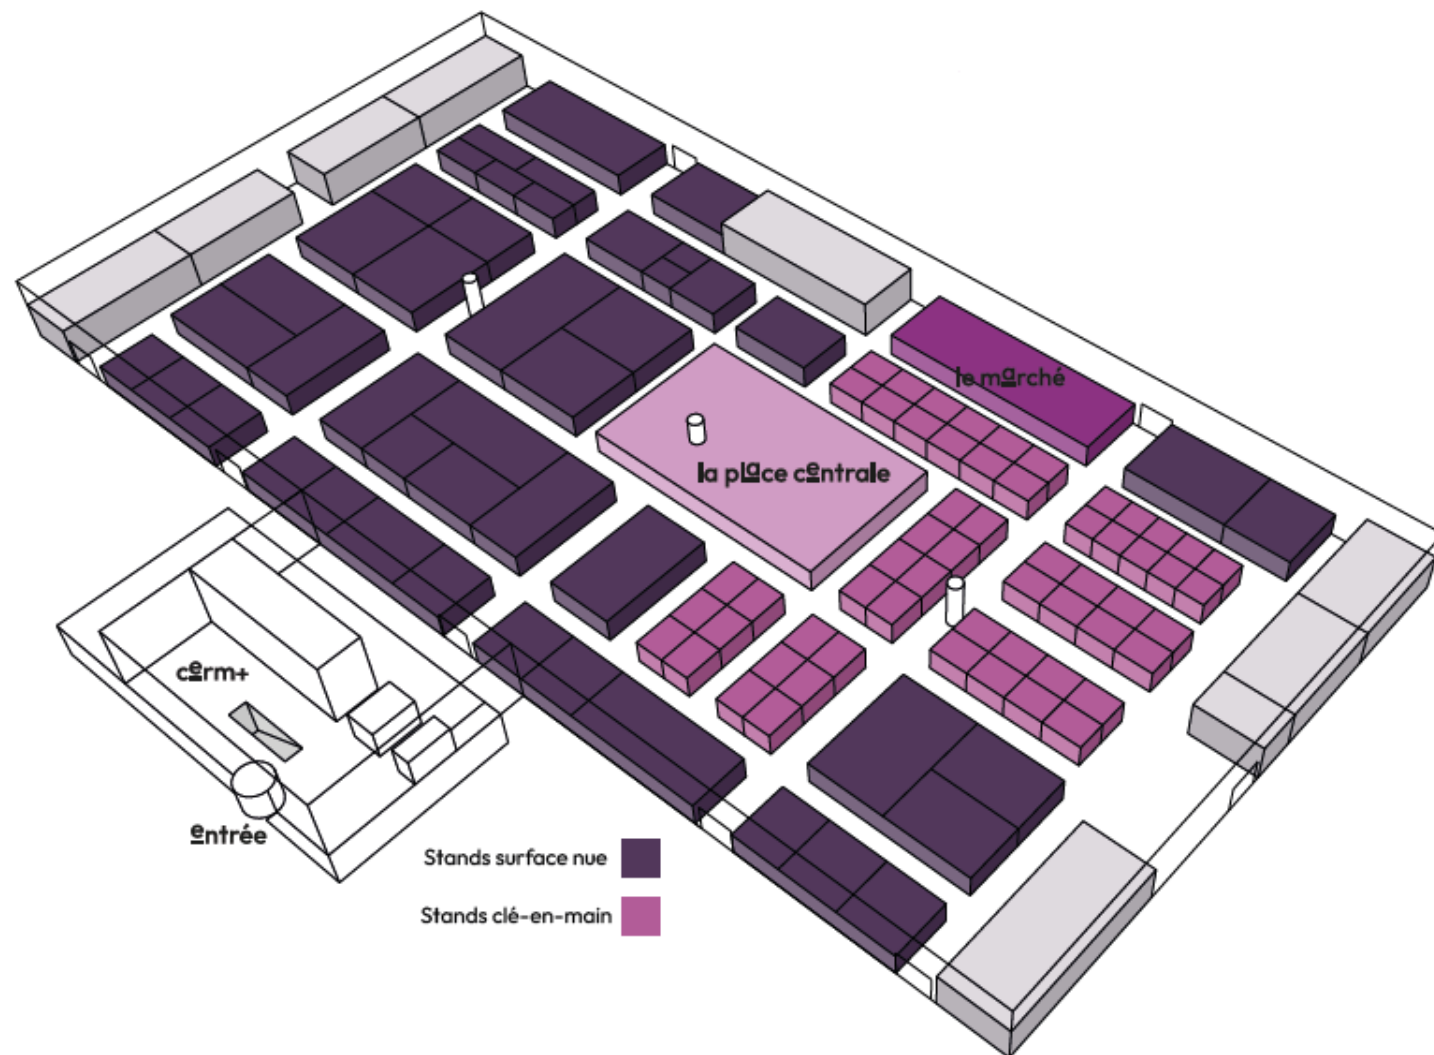 le marché
la place centrale
cerm+
entrée
Stands surface nue
Stands clé-en-main